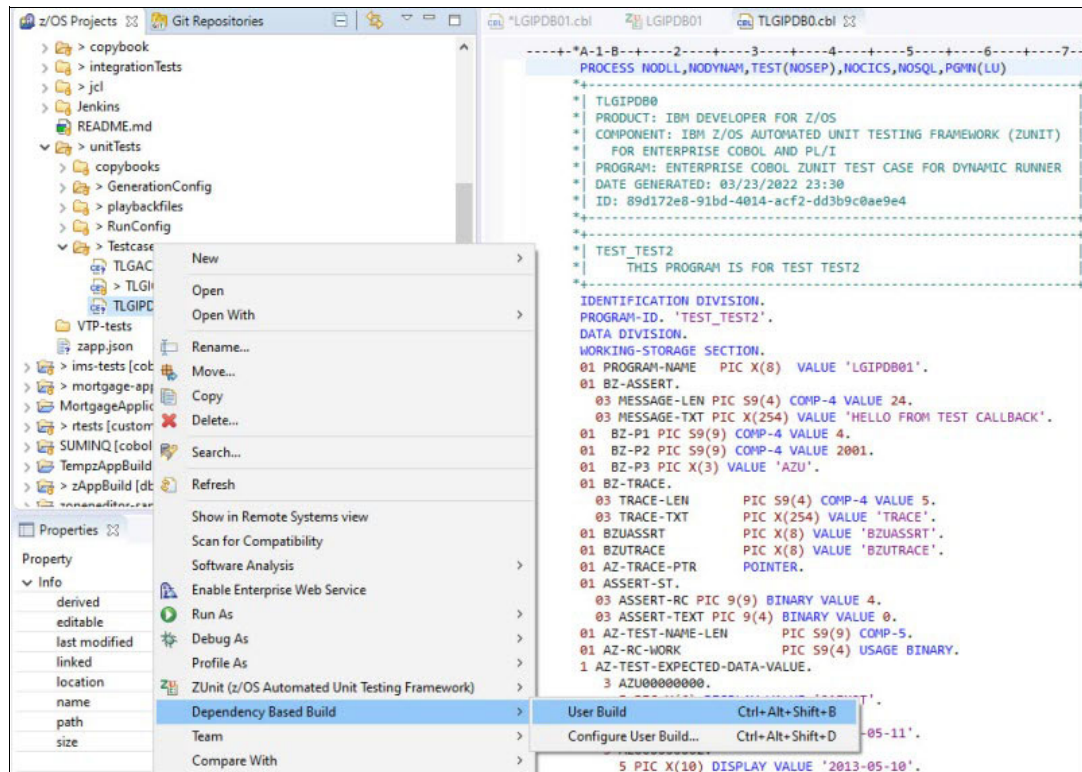 z/OS Projects
Git Repositories
> copybook
> integrationTests
> jcl
Jenkins
README.md
> unitTests
copybooks
> GenerationConfig
> playbackfiles
> RunConfig
> Testcase
TLGAC
> TLGI
TLGIPD
VTP-tests
zapp.json
> ims-tests [cob
> mortgage-app
MortgageApplic
> rtests [custom
SUMINQ [cobol
TempzAppBuild
> zAppBuild [db
Properties
Property
Info
derived
editable
last modified
linked
location
name
path
size
New
Open
Open With
Rename...
Move...
Copy
Delete...
Search...
Refresh
Show in Remote Systems view
Scan for Compatibility
Software Analysis
Enable Enterprise Web Service
Run As
Debug As
Profile As
ZUnit (z/OS Automated Unit Testing Framework)
Dependency Based Build
Team
Compare With
User Build Ctrl+Alt+Shift+B
Configure User Build... Ctrl+Alt+Shift+D
*LGIPDB01.cbl
LGIPDB01
TLGIPDB0.cbl
----+-*A-1-B--+----2----+----3----+----4----+----5----+----6----+----7--
PROCESS NODLL,NODYNAM,TEST(NOSEP),NOCICS,NOSQL,PGMN(LU)
*+----------------------------------------------------------------
*| TLGIPDB0
*| PRODUCT: IBM DEVELOPER FOR Z/OS
*| COMPONENT: IBM Z/OS AUTOMATED UNIT TESTING FRAMEWORK (ZUNIT)
*| FOR ENTERPRISE COBOL AND PL/I
*| PROGRAM: ENTERPRISE COBOL ZUNIT TEST CASE FOR DYNAMIC RUNNER
*| DATE GENERATED: 03/23/2022 23:30
*| ID: 89d172e8-91bd-4014-acf2-dd3b9c0ae9e4
*+----------------------------------------------------------------
*+----------------------------------------------------------------
*| TEST_TEST2
*| THIS PROGRAM IS FOR TEST TEST2
*+----------------------------------------------------------------
IDENTIFICATION DIVISION.
PROGRAM-ID. 'TEST_TEST2'.
DATA DIVISION.
WORKING-STORAGE SECTION.
01 PROGRAM-NAME PIC X(8) VALUE 'LGIPDB01'.
01 BZ-ASSERT.
03 MESSAGE-LEN PIC S9(4) COMP-4 VALUE 24.
03 MESSAGE-TXT PIC X(254) VALUE 'HELLO FROM TEST CALLBACK'.
01 BZ-P1 PIC S9(9) COMP-4 VALUE 4.
01 BZ-P2 PIC S9(9) COMP-4 VALUE 2001.
01 BZ-P3 PIC X(3) VALUE 'AZU'.
01 BZ-TRACE.
03 TRACE-LEN PIC S9(4) COMP-4 VALUE 5.
03 TRACE-TXT PIC X(254) VALUE 'TRACE'.
01 BZUASSRT PIC X(8) VALUE 'BZUASSRT'.
01 BZUTRACE PIC X(8) VALUE 'BZUTRACE'.
01 AZ-TRACE-PTR POINTER.
01 ASSERT-ST.
03 ASSERT-RC PIC 9(9) BINARY VALUE 4.
03 ASSERT-TEXT PIC 9(4) BINARY VALUE 0.
01 AZ-TEST-NAME-LEN PIC S9(9) COMP-5.
01 AZ-RC-WORK PIC S9(4) USAGE BINARY.
1 AZ-TEST-EXPECTED-DATA-VALUE.
3 AZU00000000.
-05-11'.
5 PIC X(10) DISPLAY VALUE '2013-05-10'.